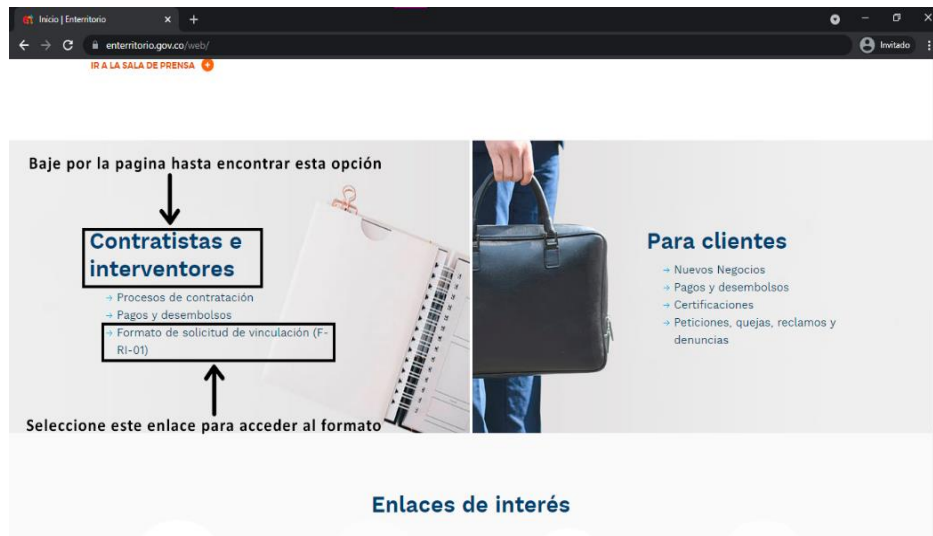 Inicio | Enterritorio
enterritorio.gov.co/web/
Invitado
IR A LA SALA DE PRENSA
Baje por la pagina hasta encontrar esta opción
Contratistas e
interventores
Procesos de contratación
Pagos y desembolsos
Formato de solicitud de vinculación (F-
RI-01)
Seleccione este enlace para acceder al formato
Para clientes
Nuevos Negocios
Pagos y desembolsos
Certificaciones
Peticiones, quejas, reclamos y
denuncias
Enlaces de interés